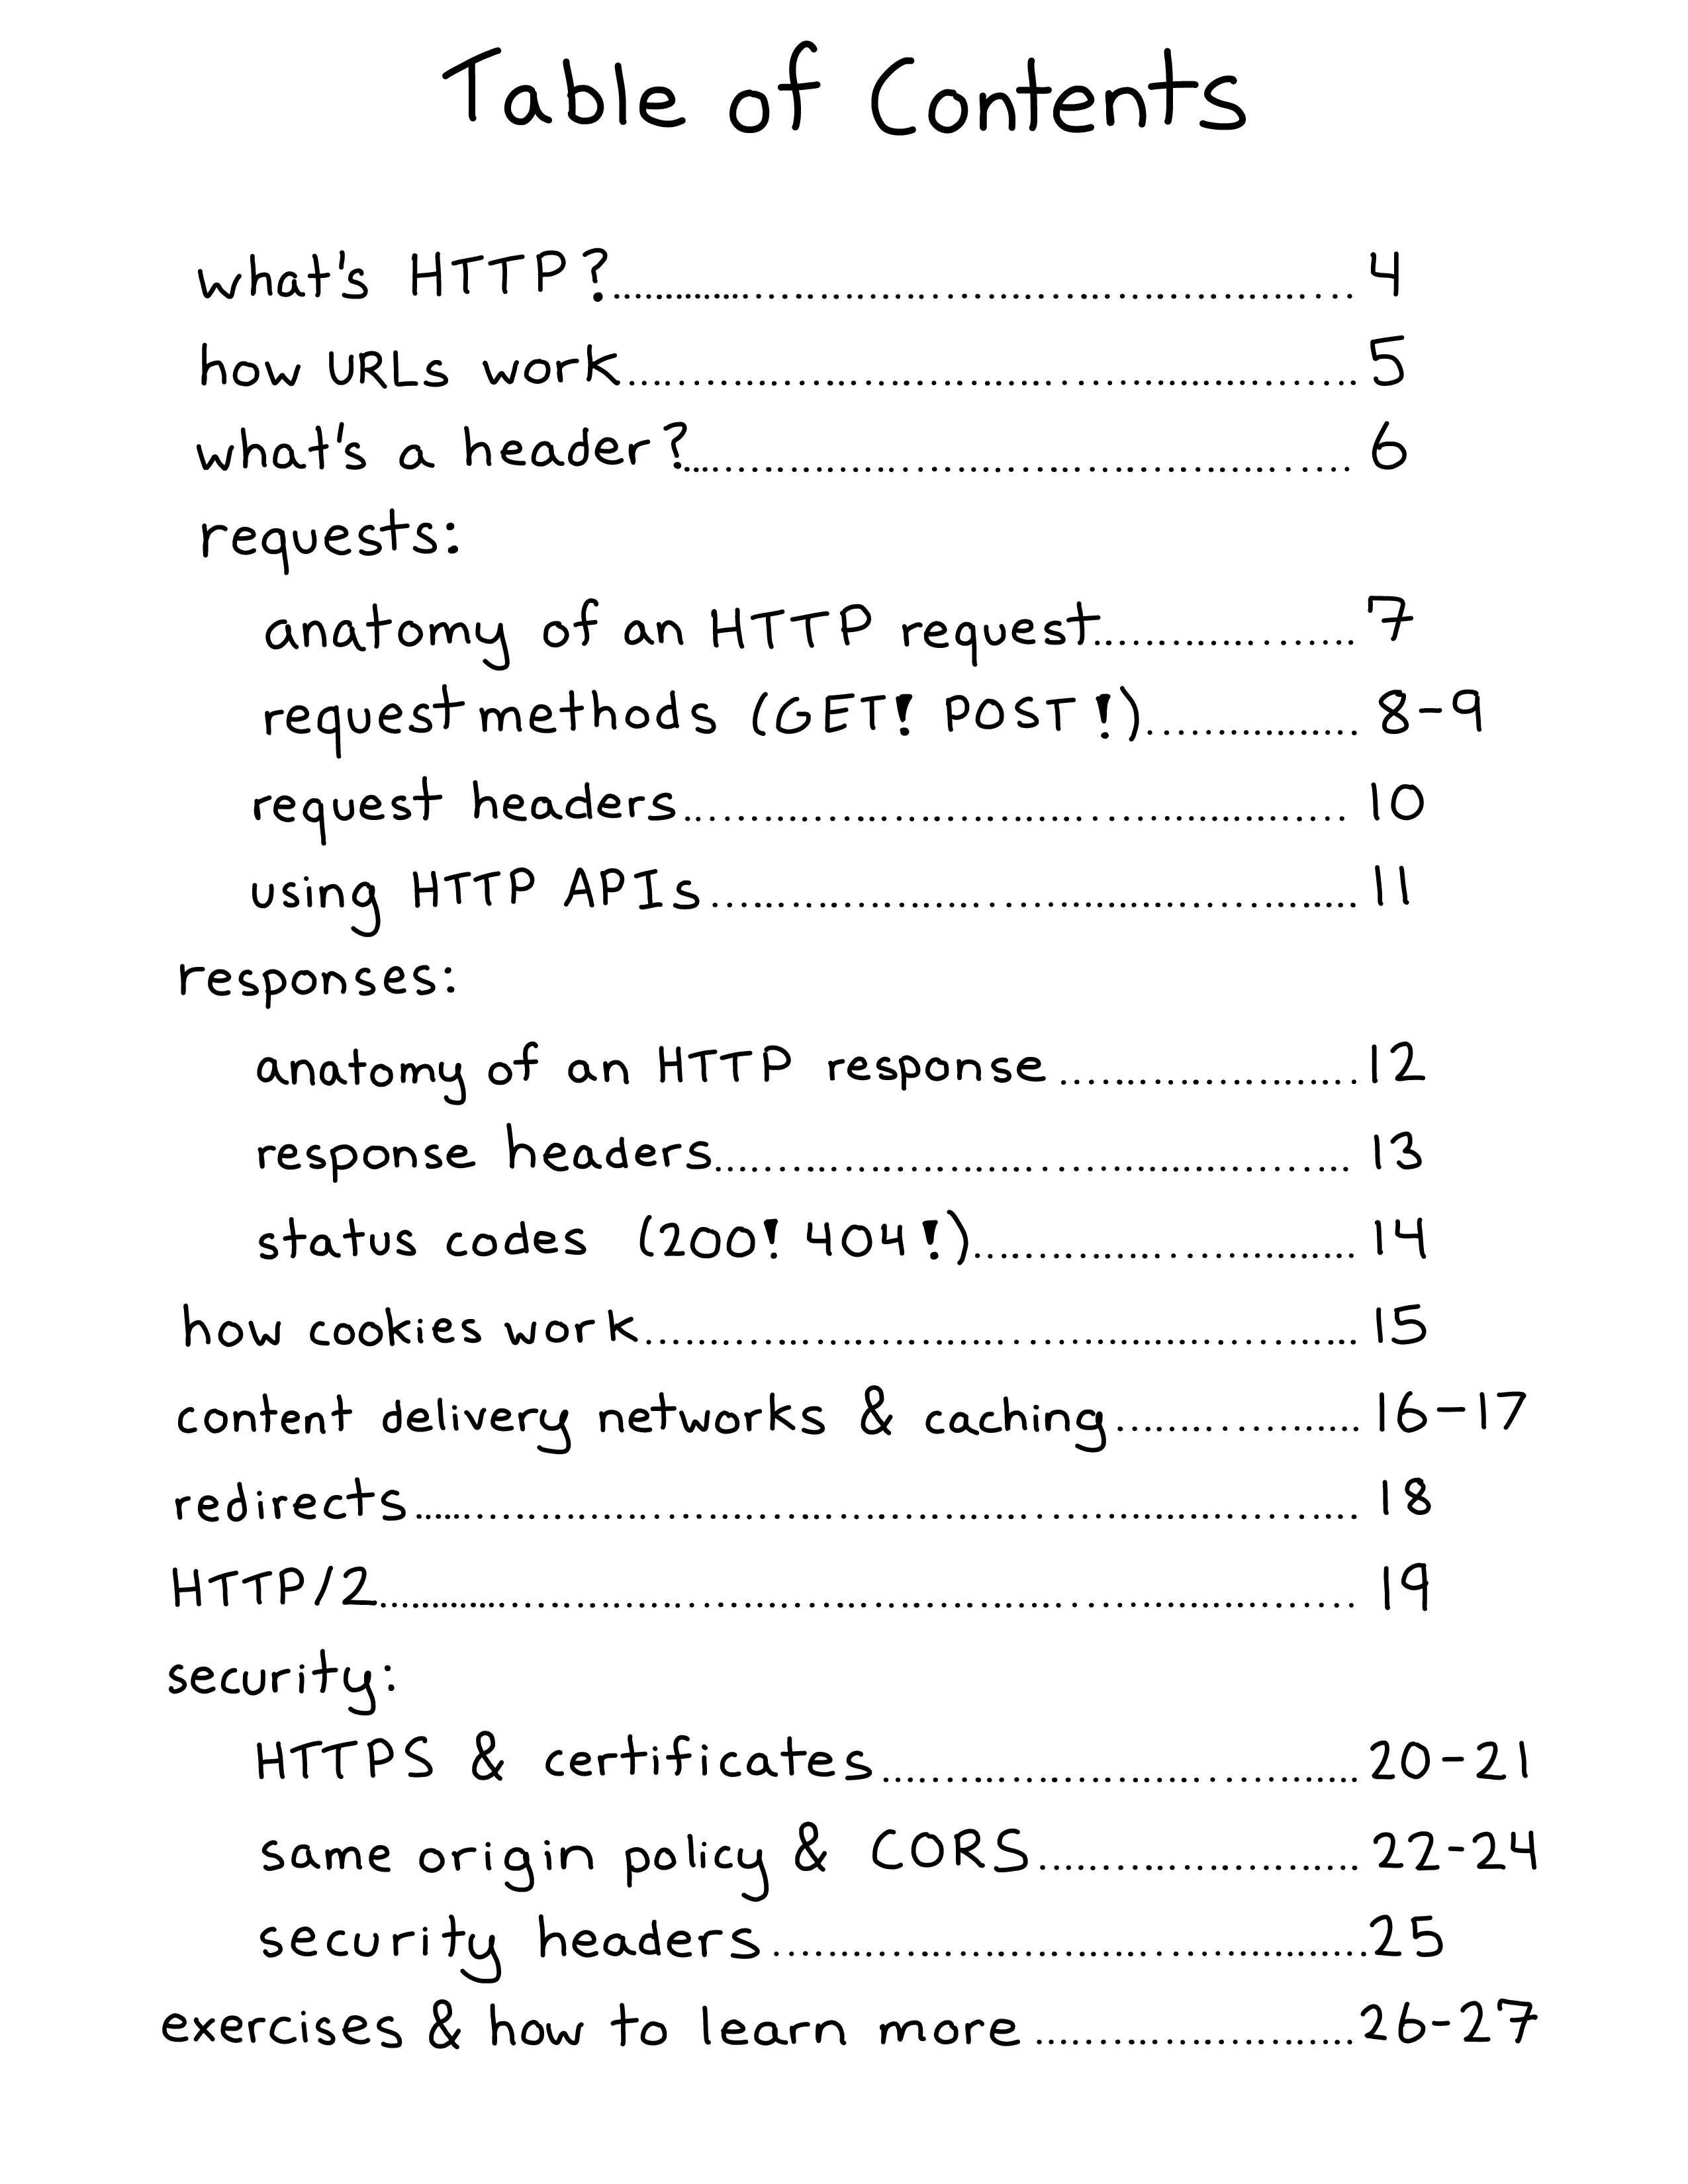 Table of Contents
what's HTTP?.................... 4
how URLs work.................... 5
what's a header?.................... 6
requests:
anatomy of an HTTP request.................... 7
request methods (GET! POST!).................... 8-9
request headers.................... 10
using HTTP APIs.................... 11
responses:
anatomy of an HTTP response.................... 12
response headers.................... 13
status codes (200! 404!).................... 14
how cookies work.................... 15
content delivery networks & caching.................... 16-17
redirects.................... 18
HTTP/2.................... 19
security:
HTTPS & certificates.................... 20-21
same origin policy & CORS.................... 22-24
security headers.................... 25
exercises & how to learn more.................... 26-27